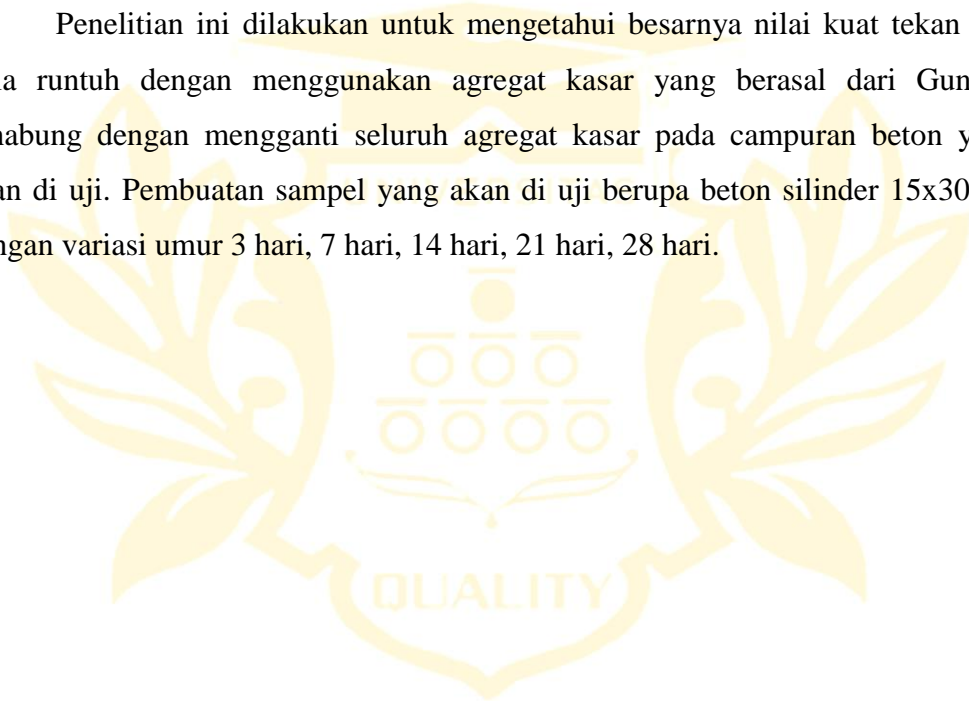 Penelitian ini dilakukan untuk mengetahui besarnya nilai kuat tekan
a runtuh dengan menggunakan agregat kasar yang berasal dari Gun
nabung dengan mengganti seluruh agregat kasar pada campuran beton y
an di uji. Pembuatan sampel yang akan di uji berupa beton silinder 15x30
ngan variasi umur 3 hari, 7 hari, 14 hari, 21 hari, 28 hari.
UNIVERSITAS
QUALITY